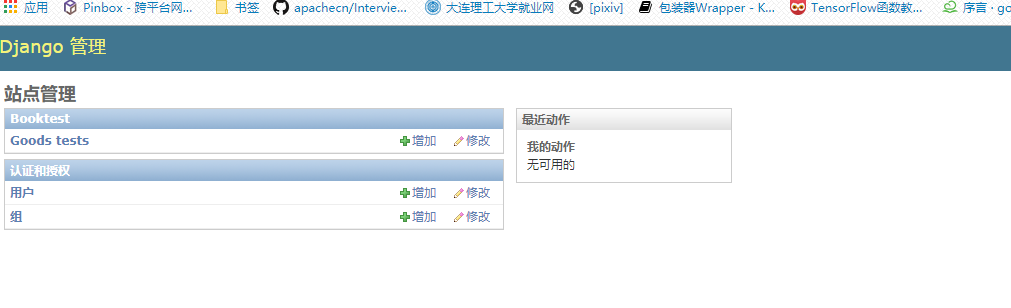 应用 Pinbox - 跨平台网... 书签 apachecn/Intervie... 大连理工大学就业网 [pixiv] 包装器Wrapper - K... TensorFlow函数教... 序言 · go
Django 管理
站点管理
Booktest
Goods tests 增加 修改
认证和授权
用户 增加 修改
组 增加 修改
最近动作
我的动作
无可用的